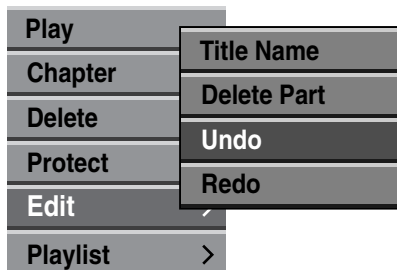 Play
Chapter
Delete
Protect
Edit
Playlist >
Title Name
Delete Part
Undo
Redo